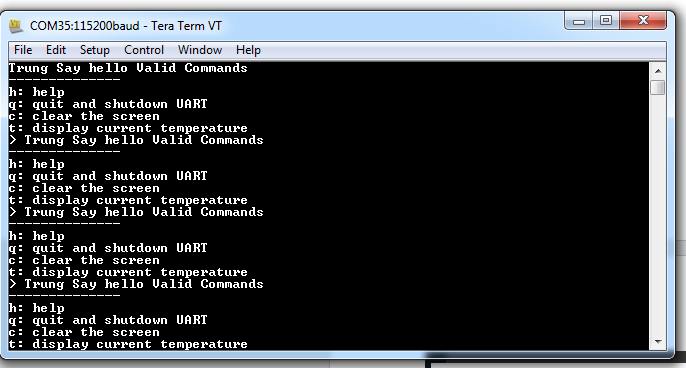 COM35:115200baud - Tera Term VT
File Edit Setup Control Window Help
Trung Say hello Valid Commands
--------------
h: help
q: quit and shutdown UART
c: clear the screen
t: display current temperature
> Trung Say hello Valid Commands
--------------
h: help
q: quit and shutdown UART
c: clear the screen
t: display current temperature
> Trung Say hello Valid Commands
--------------
h: help
q: quit and shutdown UART
c: clear the screen
t: display current temperature
> Trung Say hello Valid Commands
--------------
h: help
q: quit and shutdown UART
c: clear the screen
t: display current temperature